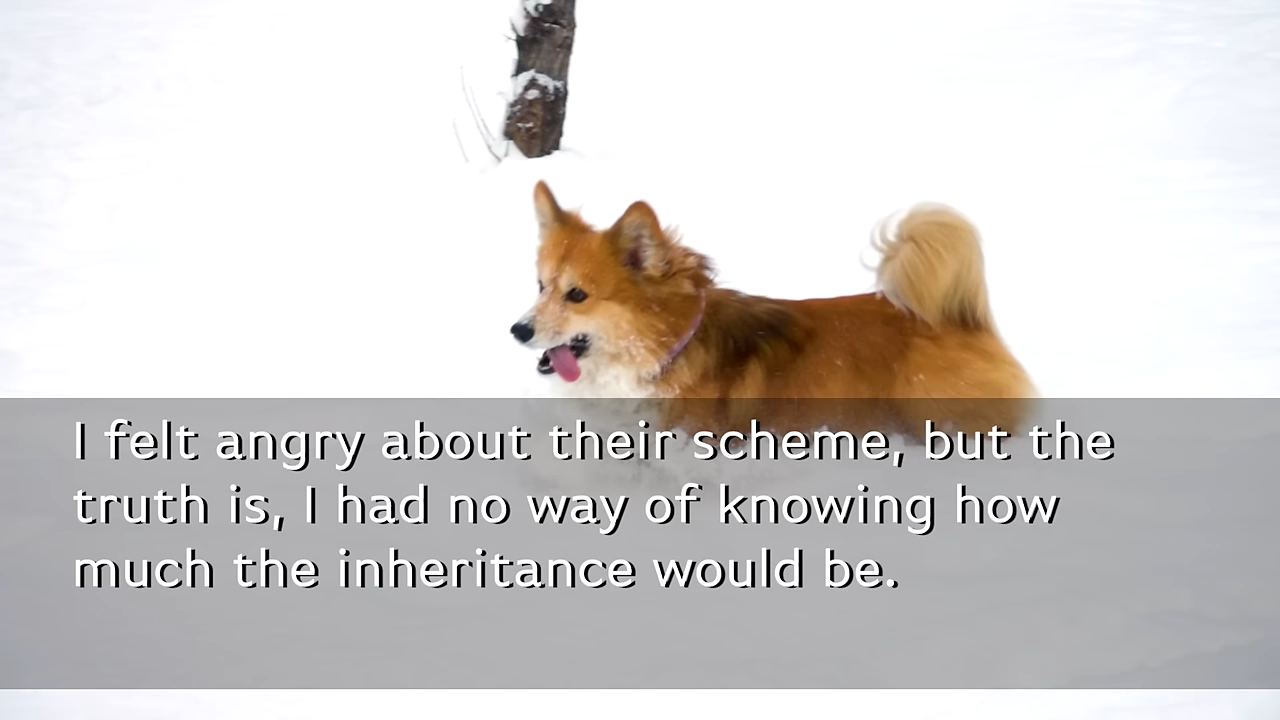 I felt angry about their scheme, but the
truth is, I had no way of knowing how
much the inheritance would be.